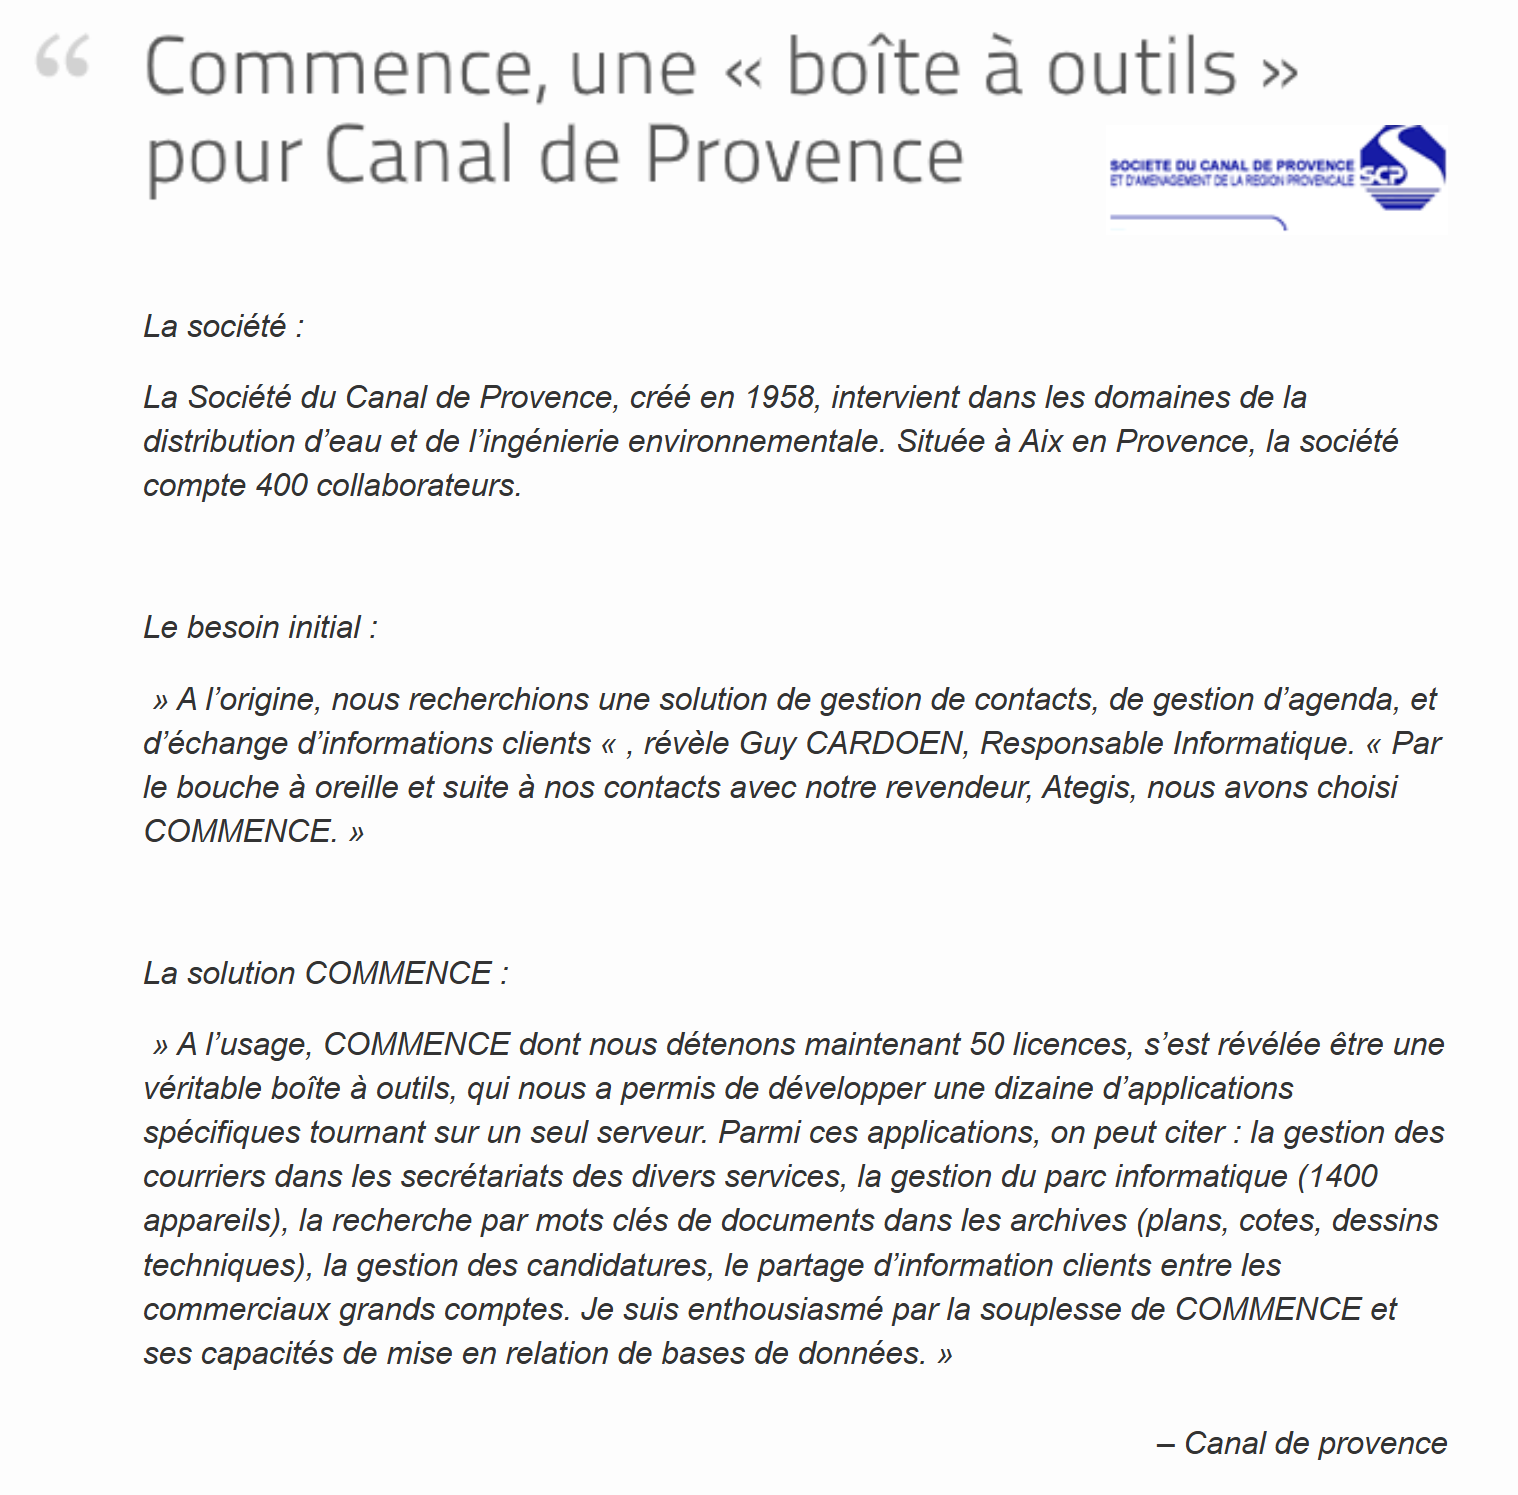 “
Commence, une « boîte à outils »
pour Canal de Provence
SOCIETE DU CANAL DE PROVENCE
ET D'AMENAGEMENT DE LA REGION PROVENCALE
SCP
La société :
La Société du Canal de Provence, créé en 1958, intervient dans les domaines de la
distribution d’eau et de l’ingénierie environnementale. Située à Aix en Provence, la société
compte 400 collaborateurs.
Le besoin initial :
» A l’origine, nous recherchions une solution de gestion de contacts, de gestion d’agenda, et
d’échange d’informations clients « , révèle Guy CARDOEN, Responsable Informatique. « Par
le bouche à oreille et suite à nos contacts avec notre revendeur, Ategis, nous avons choisi
COMMENCE. »
La solution COMMENCE :
» A l’usage, COMMENCE dont nous détenons maintenant 50 licences, s’est révélée être une
véritable boîte à outils, qui nous a permis de développer une dizaine d’applications
spécifiques tournant sur un seul serveur. Parmi ces applications, on peut citer : la gestion des
courriers dans les secrétariats des divers services, la gestion du parc informatique (1400
appareils), la recherche par mots clés de documents dans les archives (plans, cotes, dessins
techniques), la gestion des candidatures, le partage d’information clients entre les
commerciaux grands comptes. Je suis enthousiasmé par la souplesse de COMMENCE et
ses capacités de mise en relation de bases de données. »
– Canal de provence